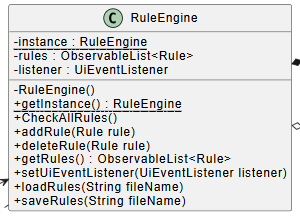 C RuleEngine
-instance : RuleEngine
-rules : ObservableList<Rule>
-listener : UiEventListener
-RuleEngine()
+getInstance() : RuleEngine
+CheckAllRules()
+addRule(Rule rule)
+deleteRule(Rule rule)
+getRules() : ObservableList<Rule>
+setUiEventListener(UiEventListener listener)
+loadRules(String fileName)
+saveRules(String fileName)